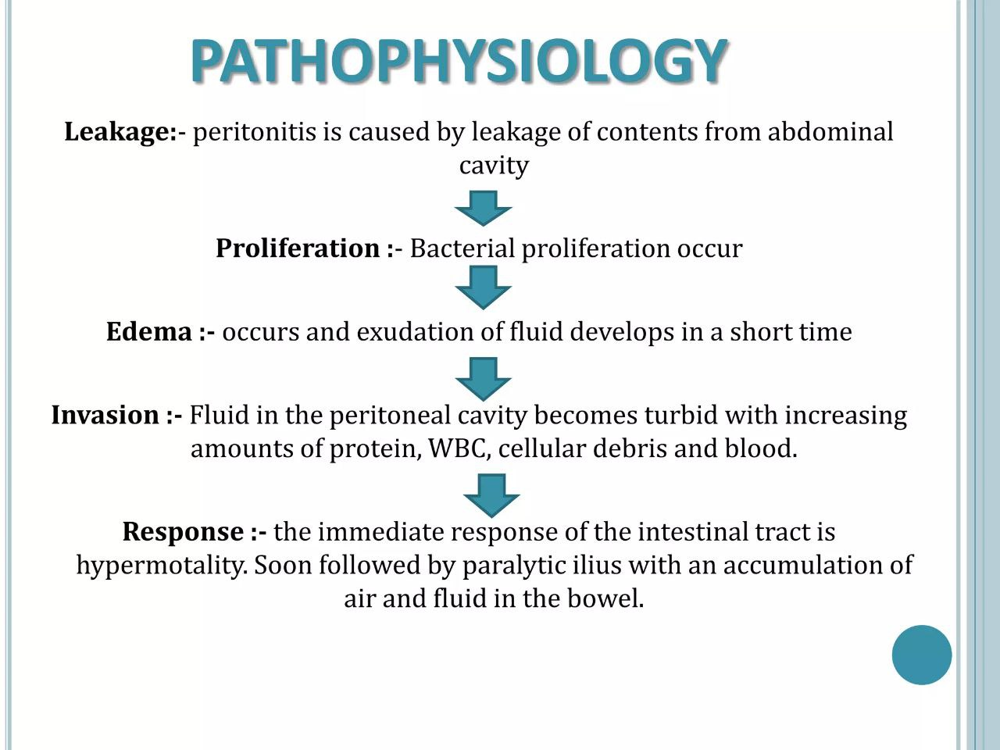 PATHOPHYSIOLOGY
Leakage:- peritonitis is caused by leakage of contents from abdominal
cavity
Proliferation :- Bacterial proliferation occur
Edema :- occurs and exudation of fluid develops in a short time
Invasion :- Fluid in the peritoneal cavity becomes turbid with increasing
amounts of protein, WBC, cellular debris and blood.
Response :- the immediate response of the intestinal tract is
hypermotality. Soon followed by paralytic ilius with an accumulation of
air and fluid in the bowel.